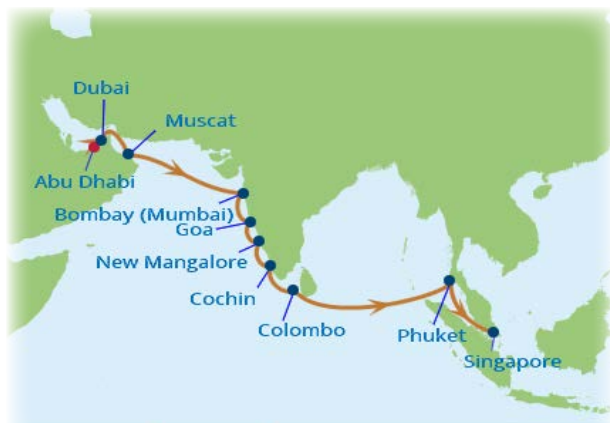 Dubai
Muscat
Abu Dhabi
Bombay (Mumbai)
Goa
New Mangalore
Cochin
Colombo
Phuket
Singapore